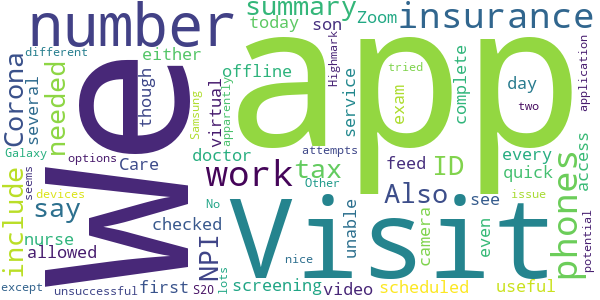 summary
Zoom
insurance
number
app
We
today
son
different
either
Corona
several
needed
though
virtual
apparently
offline
Highmark
tried
exam
complete
application
day
two
Samsung
service
Galaxy
options
Care
doctor
attempts
work
tax
feed
ID
every
quick
access
seems
devices
say
include
nurse
allowed
checked
NPI
Other
No
Visit
Also
see
unable
camera
even
phones
issue
potential
except
unsuccessful
first
S20
lots
screening
video
nice
scheduled
useful